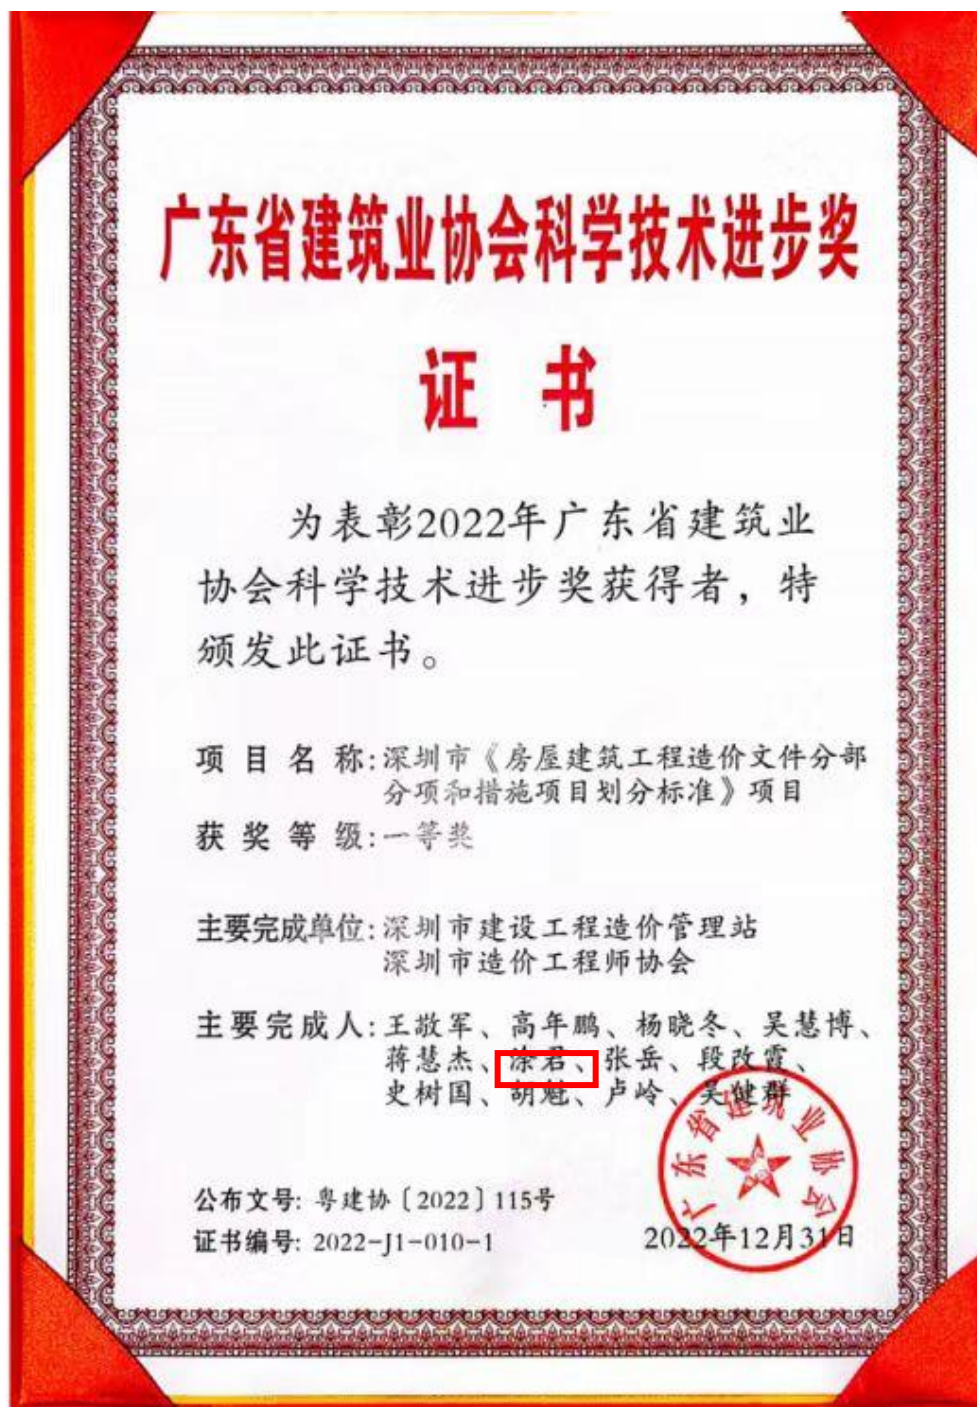 广东省建筑业协会科学技术进步奖
证书
为表彰2022年广东省建筑业
协会科学技术进步奖获得者，特
颁发此证书。
项目名称:深圳市《房屋建筑工程造价文件分部
分项和措施项目划分标准》项目
获奖等级:一等奖
主要完成单位:深圳市建设工程造价管理站
深圳市造价工程师协会
主要完成人:王敬军、高年鹏、杨晓冬、吴慧博、
蒋慧杰、涂君、张岳、段改霞、
史树国、胡魁、卢岭、吴健群
广东省建筑业协会
公布文号: 粤建协〔2022〕115号
证书编号: 2022-J1-010-1
2022年12月31日